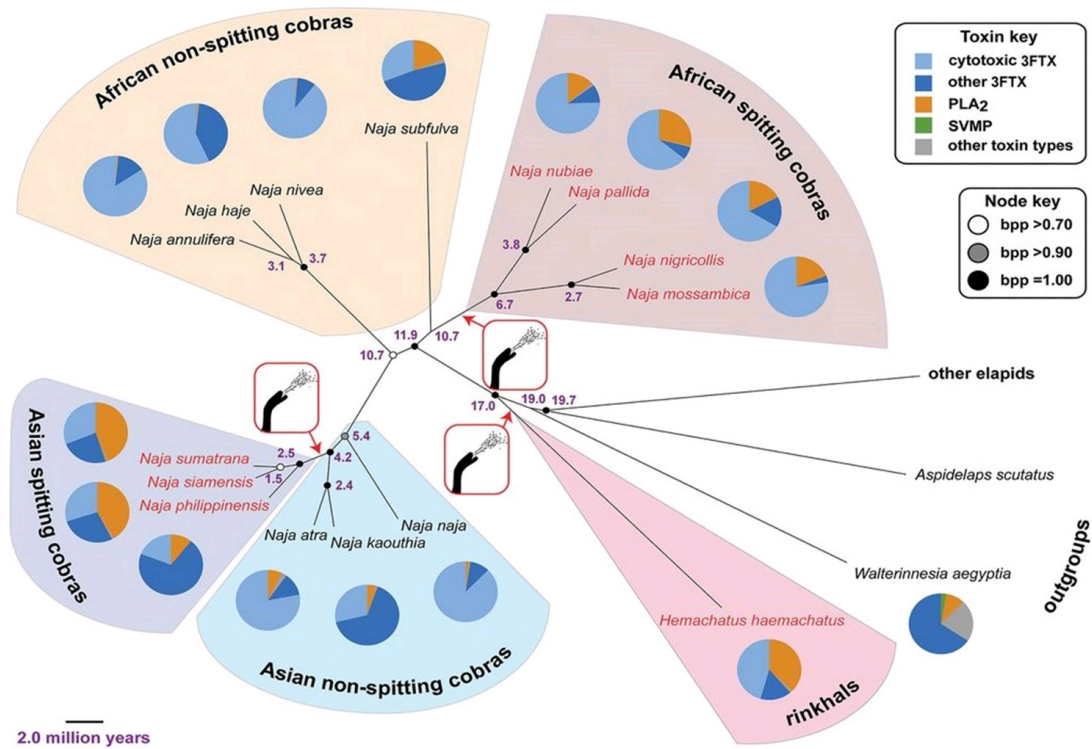 African non-spitting cobras
Naja subfulva
Naja nivea
Naja haje
Naja annulifera
3.1
3.7
African spitting cobras
Naja nubiae
Naja pallida
3.8
Naja nigricollis
Naja mossambica
6.7
2.7
Toxin key
cytotoxic 3FTX
other 3FTX
PLA2
SVMP
other toxin types
Node key
bpp >0.70
bpp >0.90
bpp =1.00
11.9
10.7
10.7
17.0
19.0
19.7
other elapids
Aspidelaps scutatus
Walterinnesia aegyptia
outgroups
Hemachatus haemachatus
rinkhals
Asian spitting cobras
Naja sumatrana
Naja siamensis
Naja philippinensis
2.5
1.5
5.4
4.2
2.4
Naja atra
Naja kaouthia
Naja naja
Asian non-spitting cobras
2.0 million years